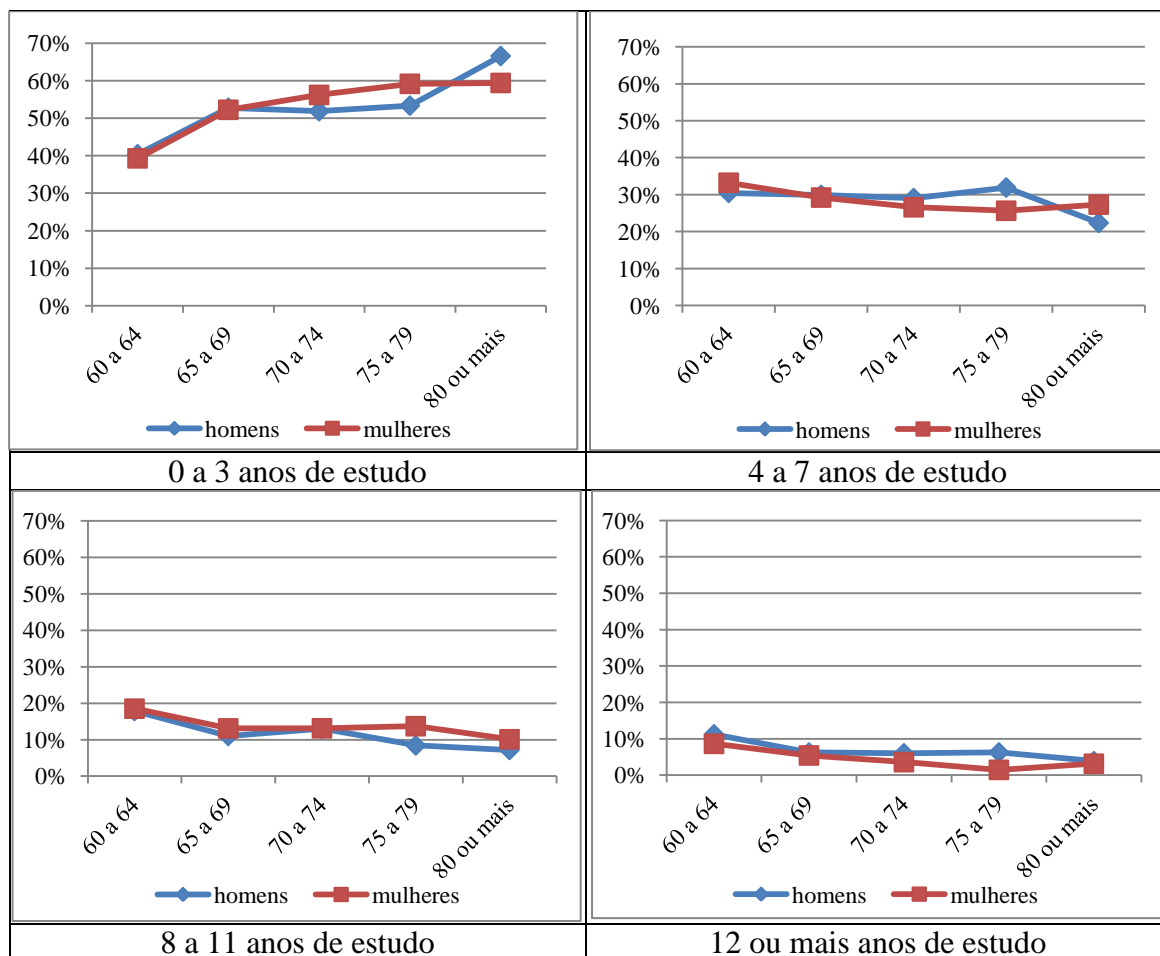 70%
60%
50%
40%
30%
20%
10%
0%
60 a 64
65 a 69
70 a 74
75 a 79
80 ou mais
homens mulheres
0 a 3 anos de estudo
70%
60%
50%
40%
30%
20%
10%
0%
60 a 64
65 a 69
70 a 74
75 a 79
80 ou mais
homens mulheres
4 a 7 anos de estudo
70%
60%
50%
40%
30%
20%
10%
0%
60 a 64
65 a 69
70 a 74
75 a 79
80 ou mais
homens mulheres
8 a 11 anos de estudo
70%
60%
50%
40%
30%
20%
10%
0%
60 a 64
65 a 69
70 a 74
75 a 79
80 ou mais
homens mulheres
12 ou mais anos de estudo